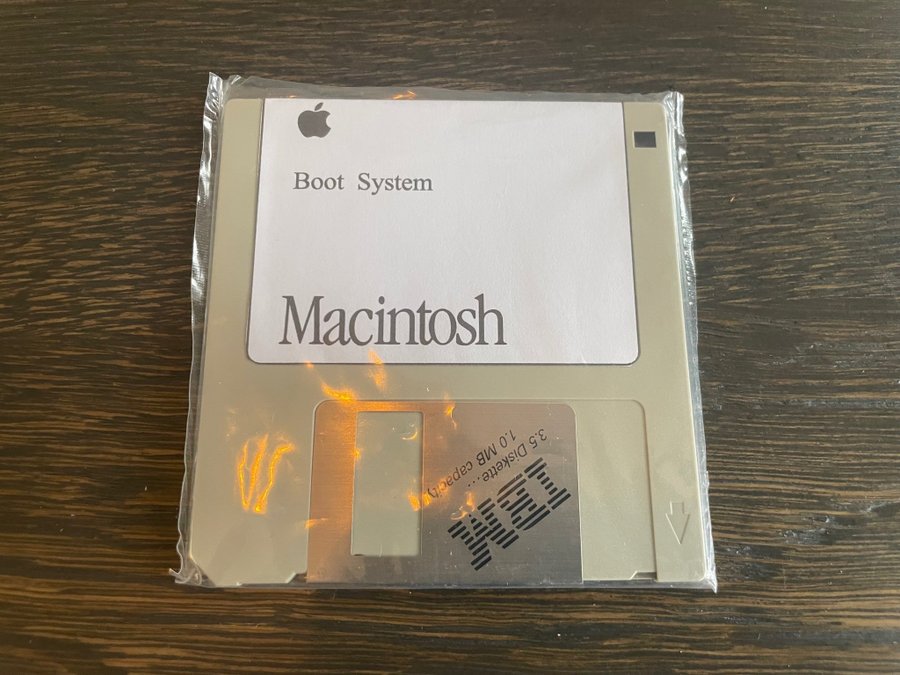 Boot System
Macintosh
3.5 Diskette...
1.0 MB capacity
IBM